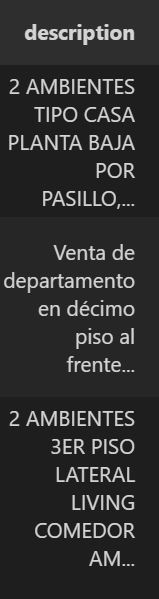 description
2 AMBIENTES
TIPO CASA
PLANTA BAJA
POR
PASILLO,...
Venta de
departamento
en décimo
piso al
frente...
2 AMBIENTES
3ER PISO
LATERAL
LIVING
COMEDOR
AM...